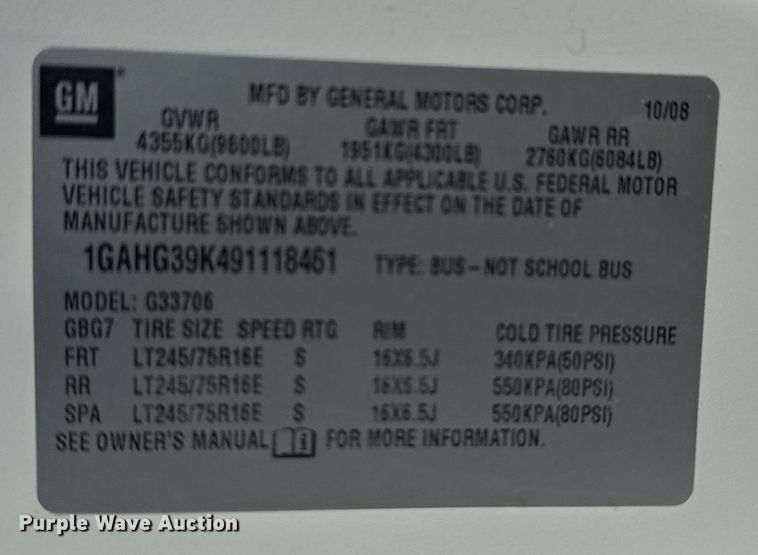 GM
MFD BY GENERAL MOTORS CORP. 10/08
GVWR GAWR FRT GAWR RR
4355KG(9600LB) 1951KG(4300LB) 2760KG(6084LB)
THIS VEHICLE CONFORMS TO ALL APPLICABLE U.S. FEDERAL MOTOR
VEHICLE SAFETY STANDARDS IN EFFECT ON THE DATE OF
MANUFACTURE SHOWN ABOVE.
1GAHG39K491118461 TYPE: BUS-NOT SCHOOL BUS
MODEL: G33706
GBG7 TIRE SIZE SPEED RTG RIM COLD TIRE PRESSURE
FRT LT245/75R16E S 16X6.5J 340KPA(50PSI)
RR LT245/75R16E S 16X6.5J 550KPA(80PSI)
SPA LT245/75R16E S 16X6.5J 550KPA(80PSI)
SEE OWNER'S MANUAL i FOR MORE INFORMATION.
Purple Wave Auction